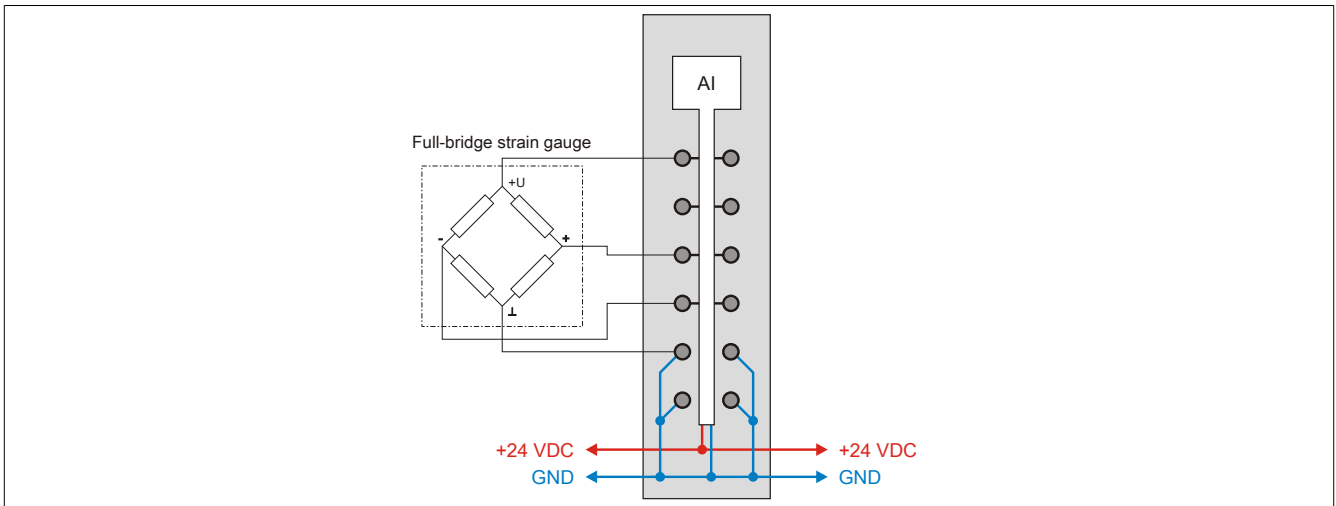 AI
Full-bridge strain gauge
+U
-
+
⊥
+24 VDC
+24 VDC
GND
GND